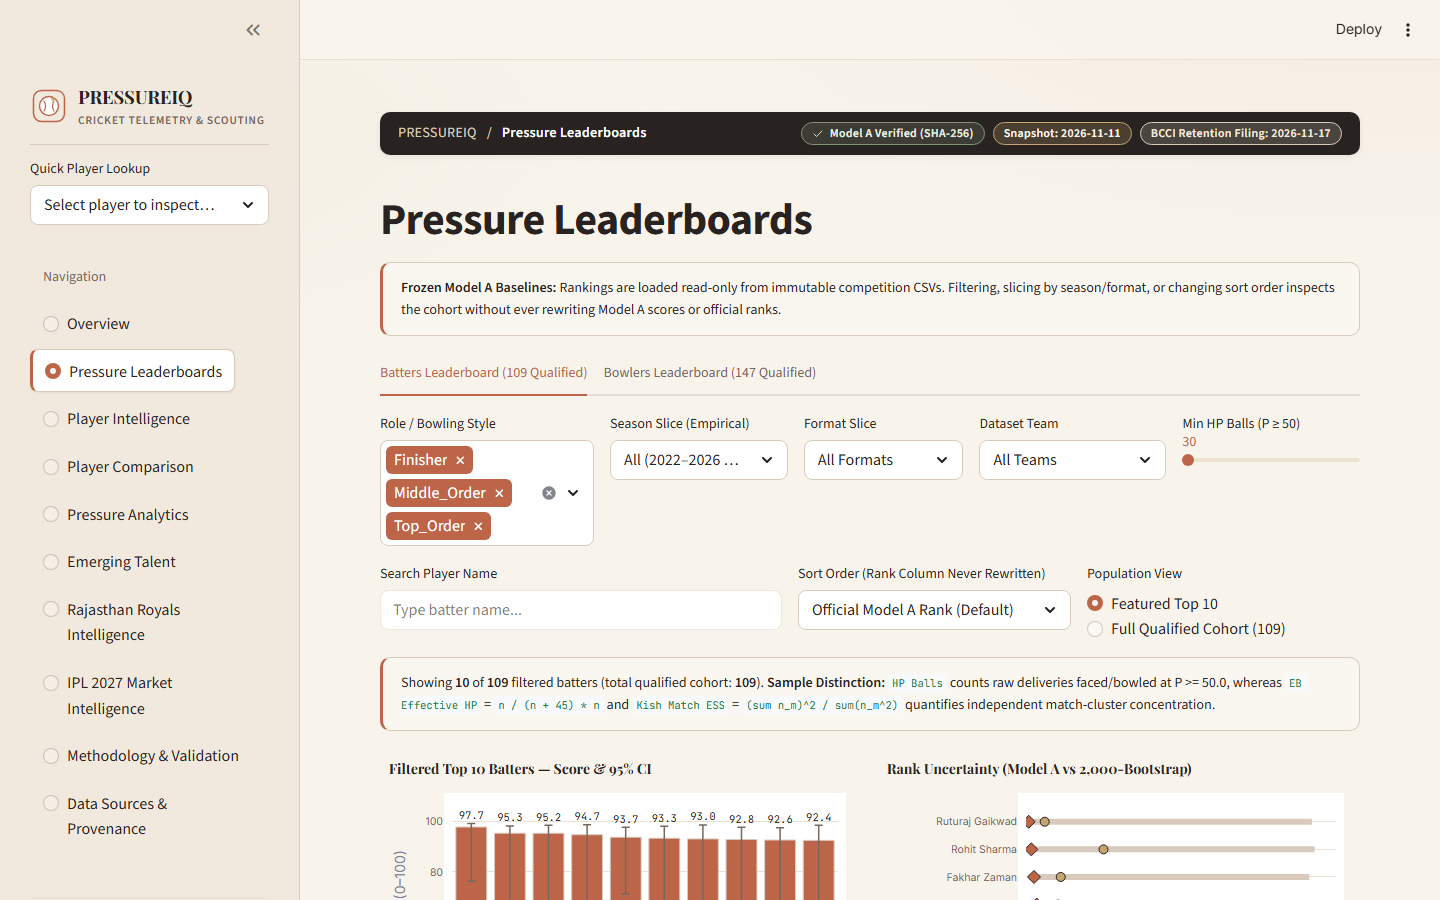 Deploy
PRESSUREIQ
CRICKET TELEMETRY & SCOUTING
Quick Player Lookup
Select player to inspect...
Navigation
Overview
Pressure Leaderboards
Player Intelligence
Player Comparison
Pressure Analytics
Emerging Talent
Rajasthan Royals
Intelligence
IPL 2027 Market
Intelligence
Methodology & Validation
Data Sources &
Provenance
PRESSUREIQ / Pressure Leaderboards
✓ Model A Verified (SHA-256)
Snapshot: 2026-11-11
BCCI Retention Filing: 2026-11-17
Pressure Leaderboards
Frozen Model A Baselines: Rankings are loaded read-only from immutable competition CSVs. Filtering, slicing by season/format, or changing sort order inspects
the cohort without ever rewriting Model A scores or official ranks.
Batters Leaderboard (109 Qualified)
Bowlers Leaderboard (147 Qualified)
Role / Bowling Style
Finisher ×
Middle_Order ×
Top_Order ×
Season Slice (Empirical)
All (2022–2026 ...
Format Slice
All Formats
Dataset Team
All Teams
Min HP Balls (P ≥ 50)
30
Search Player Name
Type batter name...
Sort Order (Rank Column Never Rewritten)
Official Model A Rank (Default)
Population View
Featured Top 10
Full Qualified Cohort (109)
Showing 10 of 109 filtered batters (total qualified cohort: 109). Sample Distinction: HP Balls counts raw deliveries faced/bowled at P >= 50.0, whereas EB
Effective HP = n / (n + 45) * n and Kish Match ESS = (sum n_m)^2 / sum(n_m^2) quantifies independent match-cluster concentration.
Filtered Top 10 Batters — Score & 95% CI
97.7 95.3 95.2 94.7 93.7 93.3 93.0 92.8 92.6 92.4
100
80
(0–100)
Rank Uncertainty (Model A vs 2,000-Bootstrap)
Ruturaj Gaikwad
Rohit Sharma
Fakhar Zaman